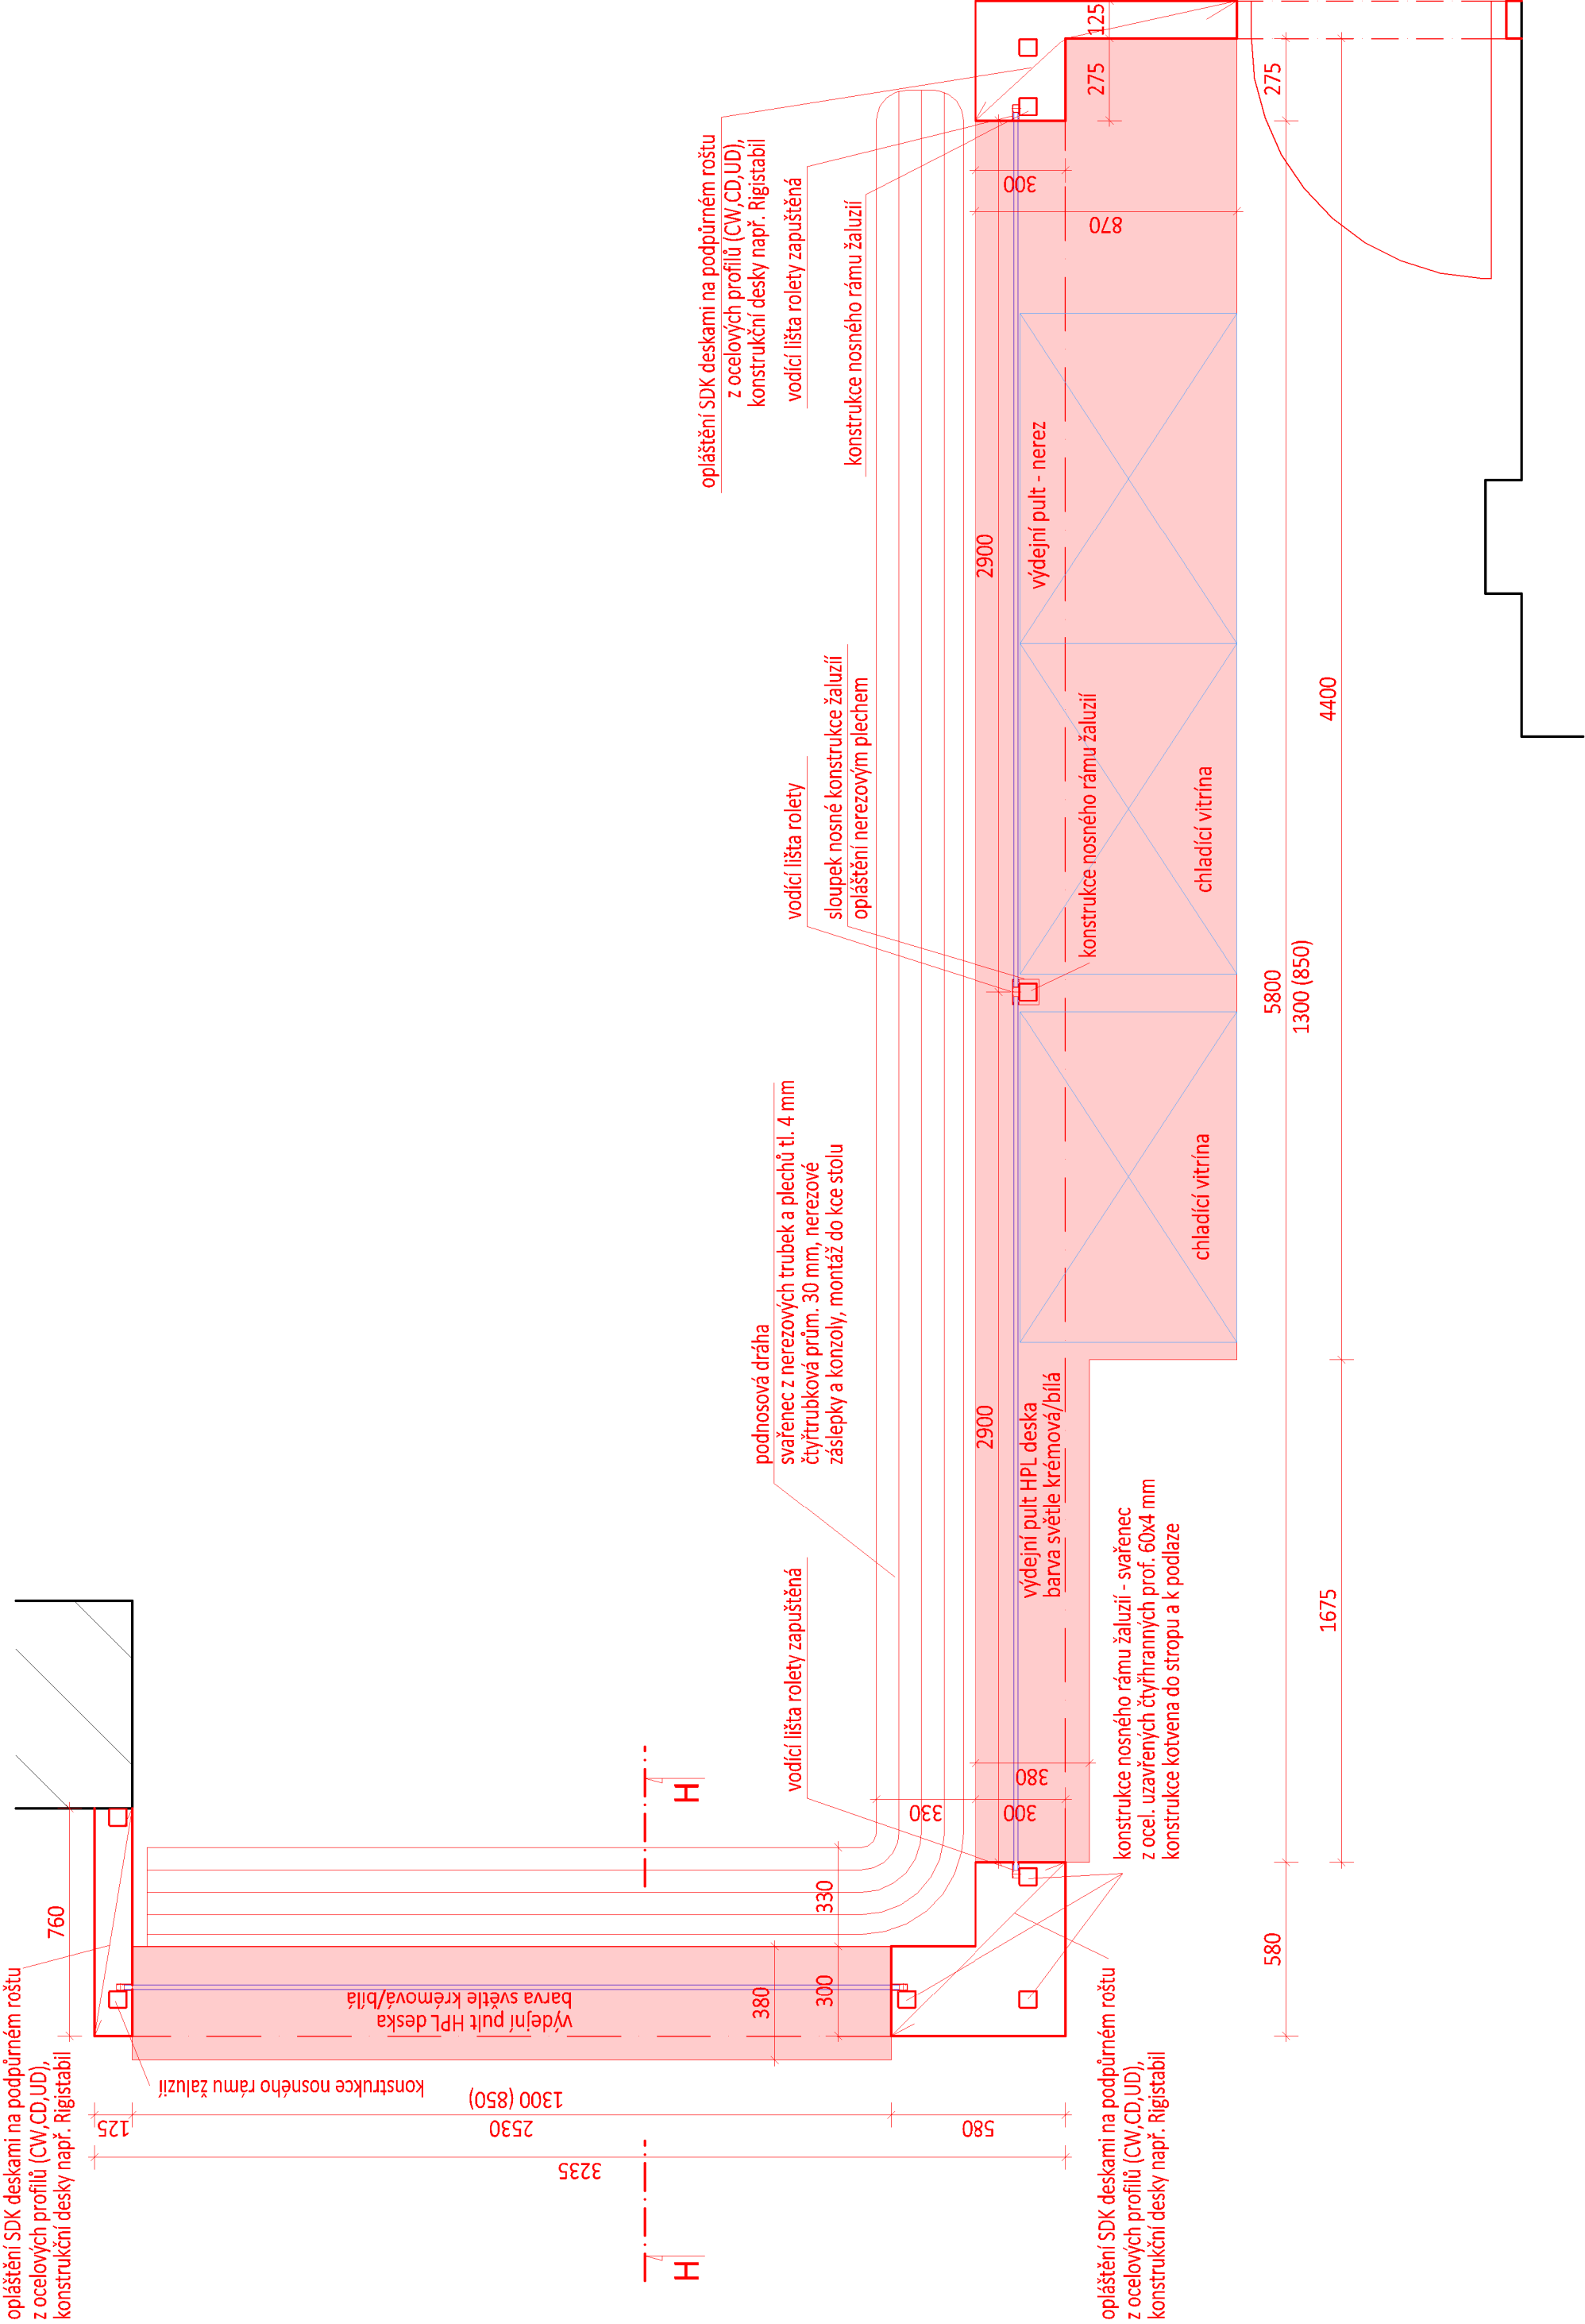 opláštění SDK deskami na podpůrném roštu
z ocelových profilů (CW,CD,UD),
konstrukční desky např. Rigistabil
760
konstrukce nosného rámu žaluzií
125
2530
1300 (850)
580
3235
výdejní pult HPL deska
barva světle krémová/bílá
380
300
330
H
H
opláštění SDK deskami na podpůrném roštu
z ocelových profilů (CW,CD,UD),
konstrukční desky např. Rigistabil
580
konstrukce nosného rámu žaluzií - svařenec
z ocel. uzavřených čtyřhranných prof. 60x4 mm
konstrukce kotvena do stropu a k podlaze
vodící lišta rolety zapuštěná
330
300
380
podnosová dráha
svařenec z nerezových trubek a plechů tl. 4 mm
čtyřtrubková prům. 30 mm, nerezové
záslepky a konzoly, montáž do kce stolu
2900
výdejní pult HPL deska
barva světle krémová/bílá
1675
vodící lišta rolety
sloupek nosné konstrukce žaluzií
opláštění nerezovým plechem
konstrukce nosného rámu žaluzií
chladící vitrína
chladící vitrína
5800
1300 (850)
4400
2900
výdejní pult - nerez
opláštění SDK deskami na podpůrném roštu
z ocelových profilů (CW,CD,UD),
konstrukční desky např. Rigistabil
vodící lišta rolety zapuštěná
konstrukce nosného rámu žaluzií
300
870
275
125
275